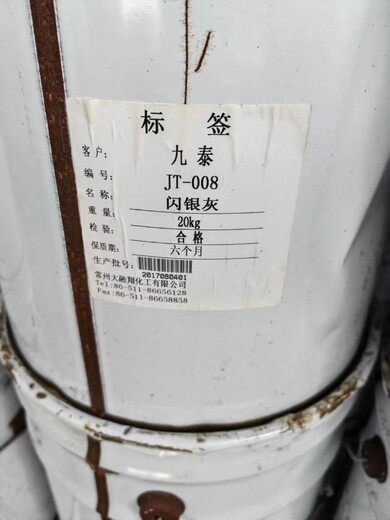 标 签
客户: 九泰
编号: JT-008
名称: 闪银灰
重量: 20kg
检验: 合格
保质期: 六个月
生产批号: 2017080401
常州大融翔化工有限公司
Tel:86-511-86656128
Fax:86-511-86658858